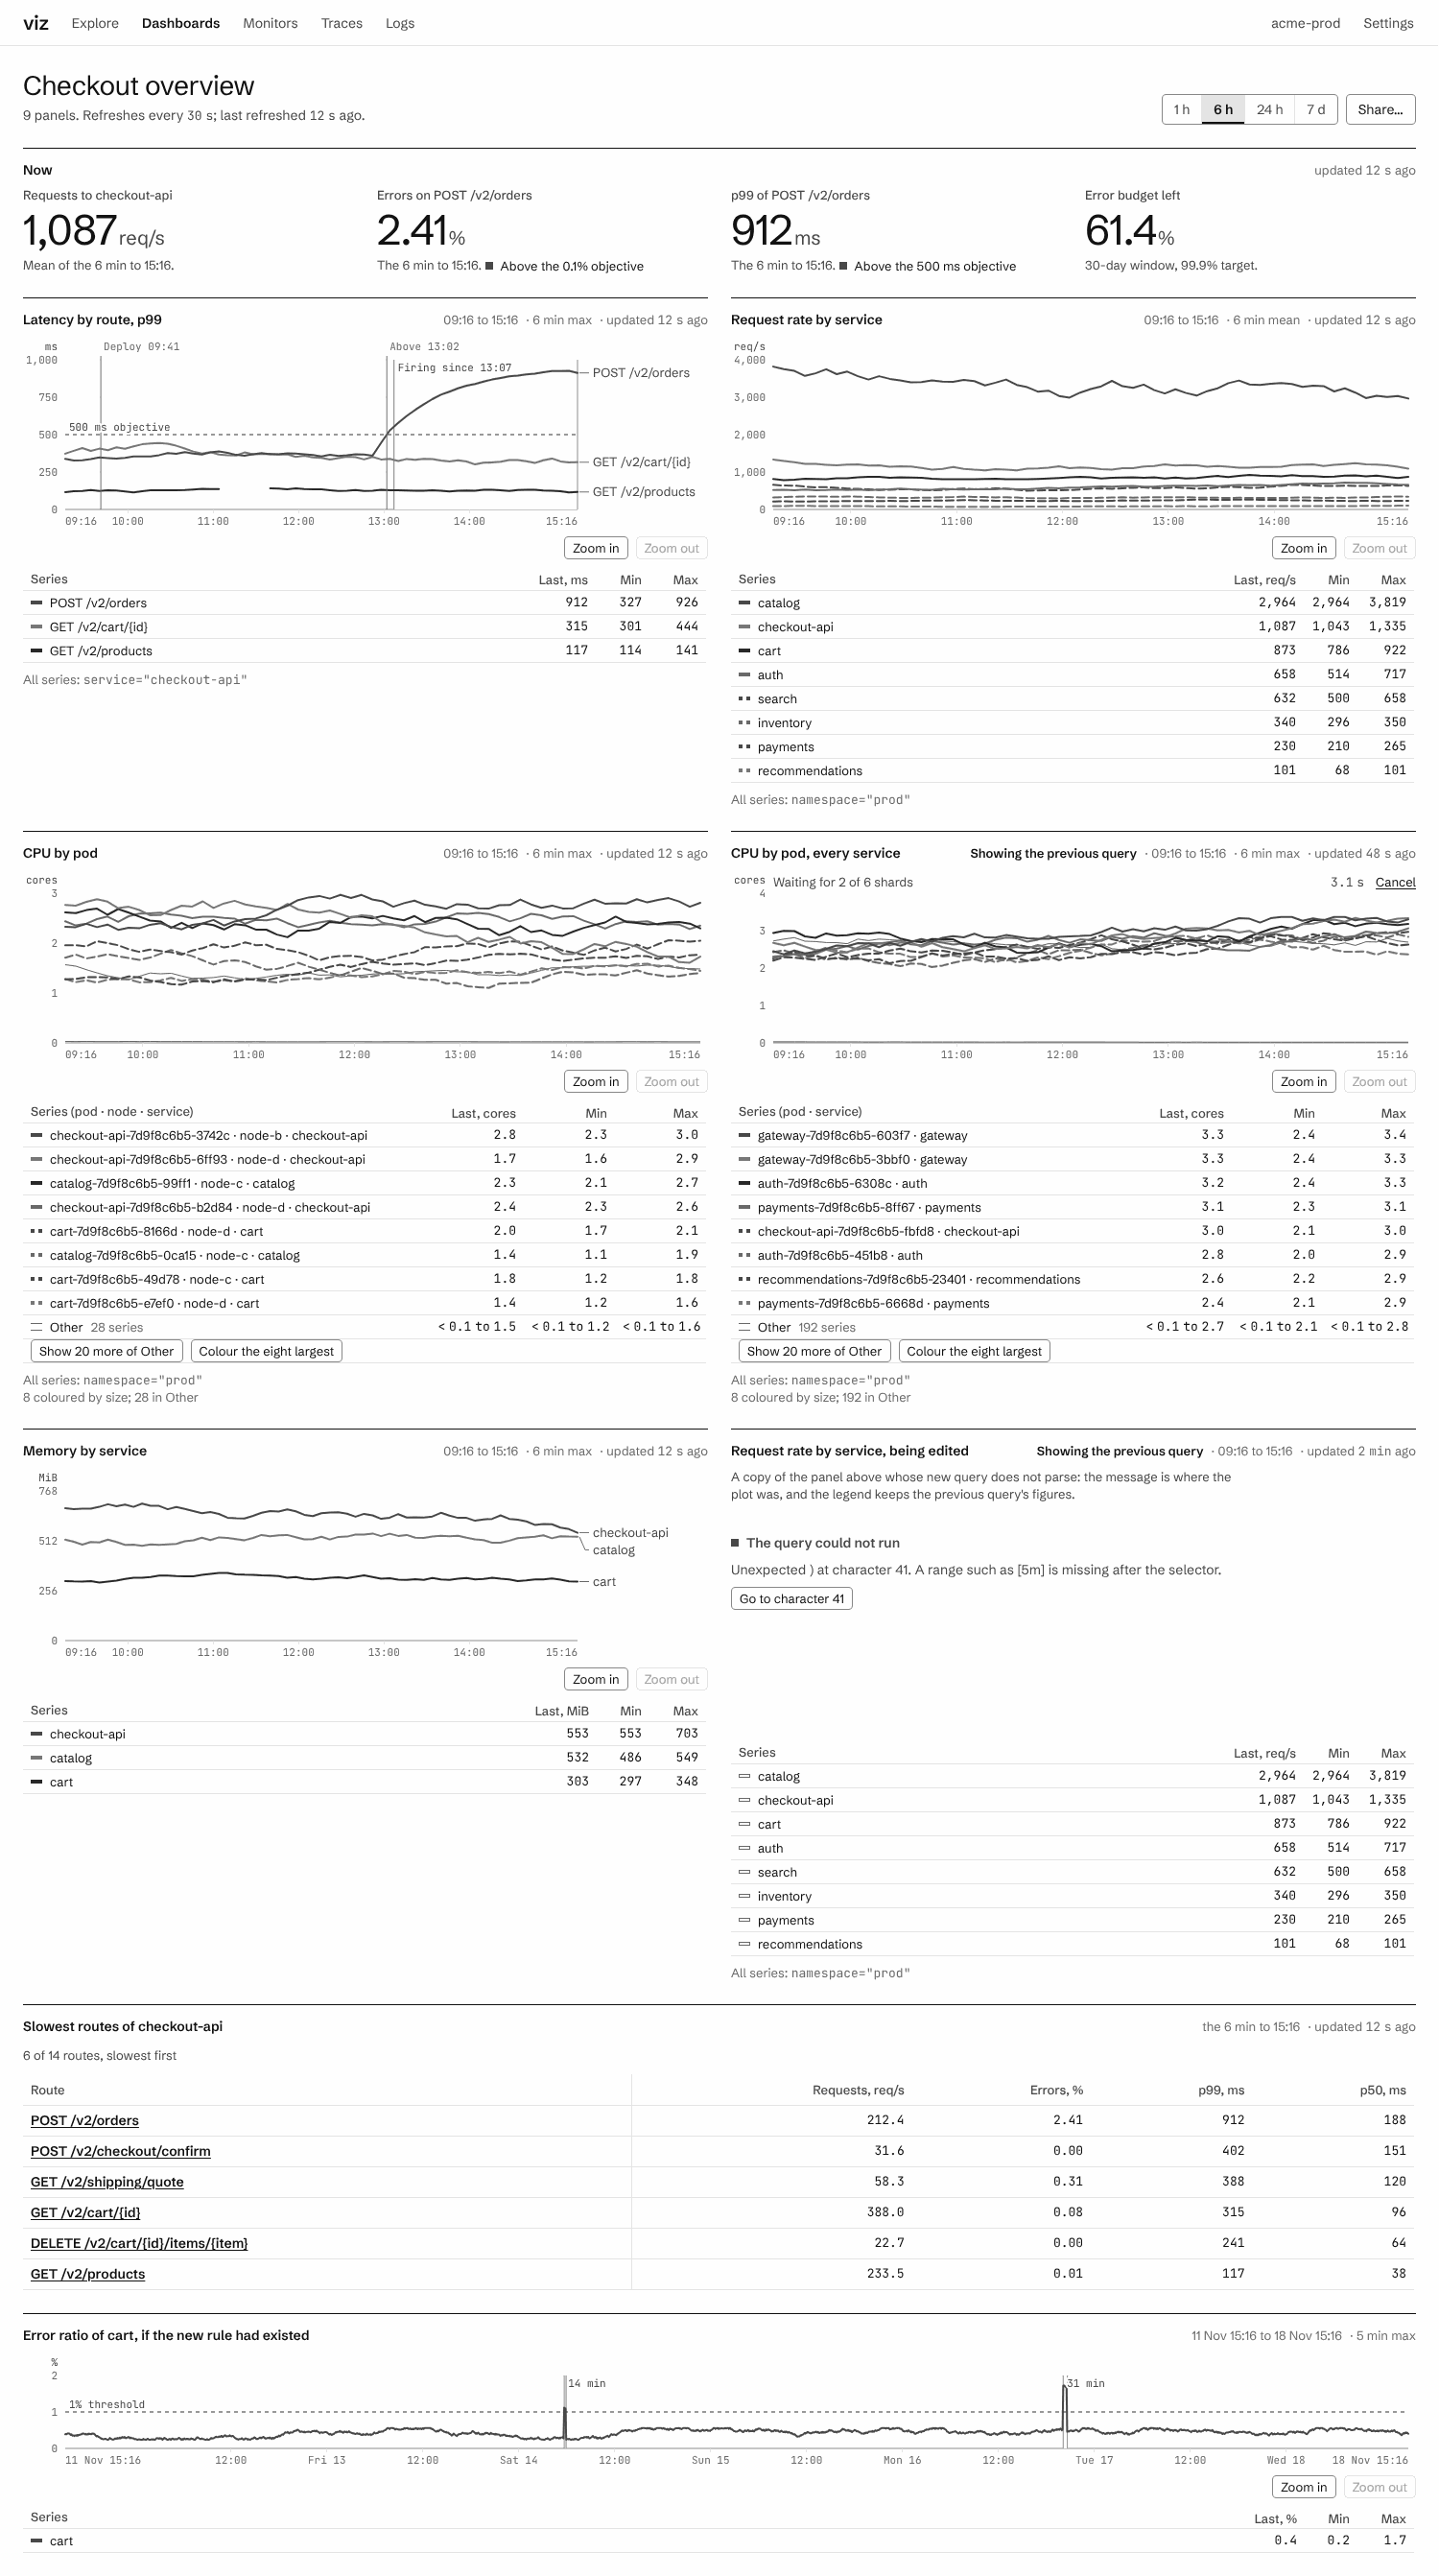 viz Explore Dashboards Monitors Traces Logs acme-prod Settings
Checkout overview
9 panels. Refreshes every 30 s; last refreshed 12 s ago.
1 h 6 h 24 h 7 d Share...
Now updated 12 s ago
Requests to checkout-api Errors on POST /v2/orders p99 of POST /v2/orders Error budget left
1,087 req/s 2.41% 912 ms 61.4%
Mean of the 6 min to 15:16. The 6 min to 15:16. Above the 0.1% objective The 6 min to 15:16. Above the 500 ms objective 30-day window, 99.9% target.
Latency by route, p99 09:16 to 15:16 · 6 min max · updated 12 s ago
ms Deploy 09:41 Above 13:02
1,000 Firing since 13:07 POST /v2/orders
750
500 500 ms objective
250 GET /v2/cart/{id}
GET /v2/products
0
09:16 10:00 11:00 12:00 13:00 14:00 15:16
Zoom in Zoom out
Series Last, ms Min Max
POST /v2/orders 912 327 926
GET /v2/cart/{id} 315 301 444
GET /v2/products 117 114 141
All series: service="checkout-api"
Request rate by service 09:16 to 15:16 · 6 min mean · updated 12 s ago
req/s
4,000
3,000
2,000
1,000
0
09:16 10:00 11:00 12:00 13:00 14:00 15:16
Zoom in Zoom out
Series Last, req/s Min Max
catalog 2,964 2,964 3,819
checkout-api 1,087 1,043 1,335
cart 873 786 922
auth 658 514 717
search 632 500 658
inventory 340 296 350
payments 230 210 265
recommendations 101 68 101
All series: namespace="prod"
CPU by pod 09:16 to 15:16 · 6 min max · updated 12 s ago
cores
3
2
1
0
09:16 10:00 11:00 12:00 13:00 14:00 15:16
Zoom in Zoom out
Series (pod · node · service) Last, cores Min Max
checkout-api-7d9f8c6b5-3742c · node-b · checkout-api 2.8 2.3 3.0
checkout-api-7d9f8c6b5-6ff93 · node-d · checkout-api 1.7 1.6 2.9
catalog-7d9f8c6b5-99ff1 · node-c · catalog 2.3 2.1 2.7
checkout-api-7d9f8c6b5-b2d84 · node-d · checkout-api 2.4 2.3 2.6
cart-7d9f8c6b5-8166d · node-d · cart 2.0 1.7 2.1
catalog-7d9f8c6b5-0ca15 · node-c · catalog 1.4 1.1 1.9
cart-7d9f8c6b5-49d78 · node-c · cart 1.8 1.2 1.8
cart-7d9f8c6b5-e7ef0 · node-d · cart 1.4 1.2 1.6
Other 28 series < 0.1 to 1.5 < 0.1 to 1.2 < 0.1 to 1.6
Show 20 more of Other Colour the eight largest
All series: namespace="prod"
8 coloured by size; 28 in Other
CPU by pod, every service Showing the previous query · 09:16 to 15:16 · 6 min max · updated 48 s ago
cores Waiting for 2 of 6 shards 3.1 s Cancel
4
3
2
1
0
09:16 10:00 11:00 12:00 13:00 14:00 15:16
Zoom in Zoom out
Series (pod · service) Last, cores Min Max
gateway-7d9f8c6b5-603f7 · gateway 3.3 2.4 3.4
gateway-7d9f8c6b5-3bbf0 · gateway 3.3 2.4 3.3
auth-7d9f8c6b5-6308c · auth 3.2 2.4 3.3
payments-7d9f8c6b5-8ff67 · payments 3.1 2.3 3.1
checkout-api-7d9f8c6b5-fbfd8 · checkout-api 3.0 2.1 3.0
auth-7d9f8c6b5-451b8 · auth 2.8 2.0 2.9
recommendations-7d9f8c6b5-23401 · recommendations 2.6 2.2 2.9
payments-7d9f8c6b5-6668d · payments 2.4 2.1 2.9
Other 192 series < 0.1 to 2.7 < 0.1 to 2.1 < 0.1 to 2.8
Show 20 more of Other Colour the eight largest
All series: namespace="prod"
8 coloured by size; 192 in Other
Memory by service 09:16 to 15:16 · 6 min max · updated 12 s ago
MiB
768
512 checkout-api
catalog
256 cart
0
09:16 10:00 11:00 12:00 13:00 14:00 15:16
Zoom in Zoom out
Series Last, MiB Min Max
checkout-api 553 553 703
catalog 532 486 549
cart 303 297 348
Request rate by service, being edited Showing the previous query · 09:16 to 15:16 · updated 2 min ago
A copy of the panel above whose new query does not parse: the message is where the
plot was, and the legend keeps the previous query's figures.
The query could not run
Unexpected ) at character 41. A range such as [5m] is missing after the selector.
Go to character 41
Series Last, req/s Min Max
catalog 2,964 2,964 3,819
checkout-api 1,087 1,043 1,335
cart 873 786 922
auth 658 514 717
search 632 500 658
inventory 340 296 350
payments 230 210 265
recommendations 101 68 101
All series: namespace="prod"
Slowest routes of checkout-api the 6 min to 15:16 · updated 12 s ago
6 of 14 routes, slowest first
Route Requests, req/s Errors, % p99, ms p50, ms
POST /v2/orders 212.4 2.41 912 188
POST /v2/checkout/confirm 31.6 0.00 402 151
GET /v2/shipping/quote 58.3 0.31 388 120
GET /v2/cart/{id} 388.0 0.08 315 96
DELETE /v2/cart/{id}/items/{item} 22.7 0.00 241 64
GET /v2/products 233.5 0.01 117 38
Error ratio of cart, if the new rule had existed 11 Nov 15:16 to 18 Nov 15:16 · 5 min max
%
2 14 min 31 min
1 1% threshold
0
11 Nov 15:16 12:00 Fri 13 12:00 Sat 14 12:00 Sun 15 12:00 Mon 16 12:00 Tue 17 12:00 Wed 18 18 Nov 15:16
Zoom in Zoom out
Series Last, % Min Max
cart 0.4 0.2 1.7